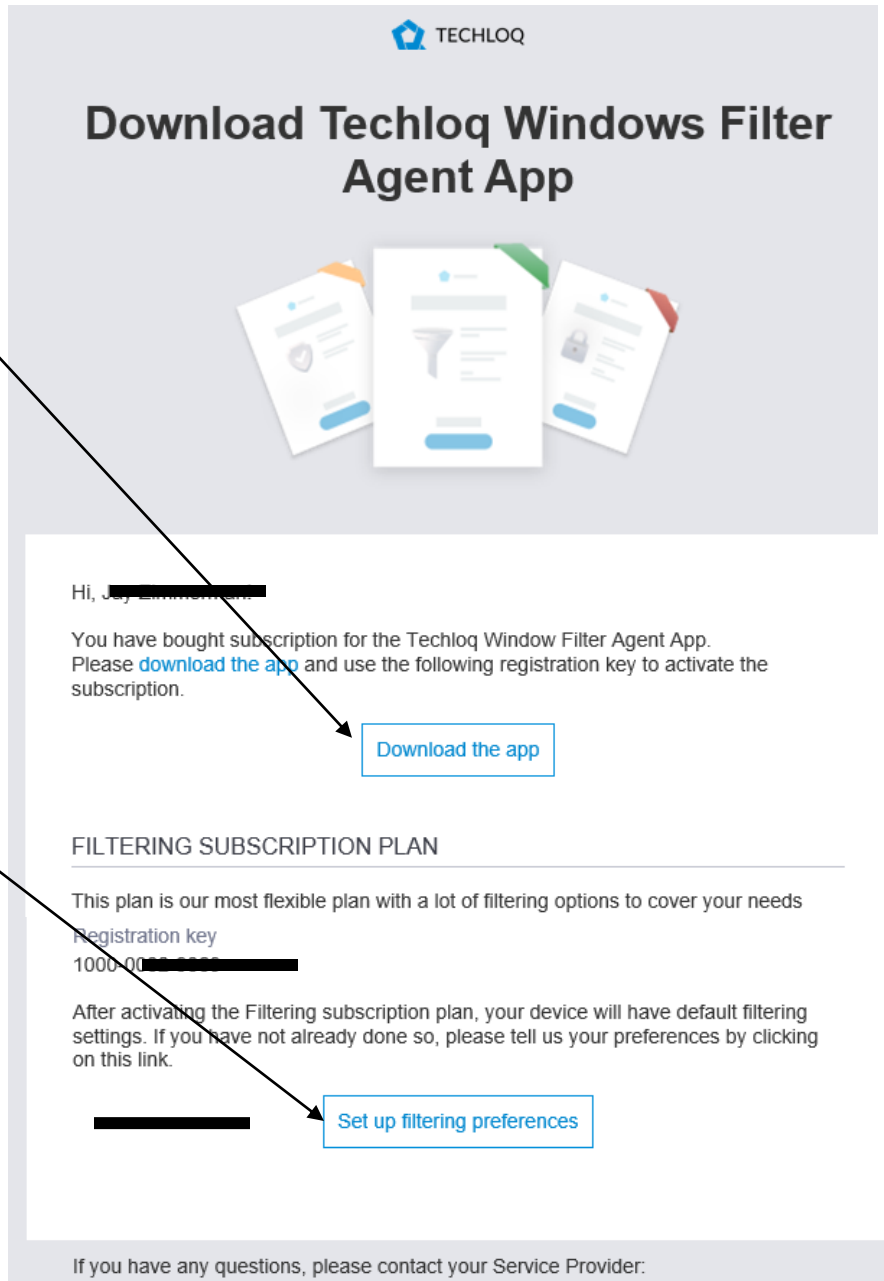 TECHLOQ
Download Techloq Windows Filter
Agent App
Hi,
You have bought subscription for the Techloq Window Filter Agent App.
Please download the app and use the following registration key to activate the
subscription.
Download the app
FILTERING SUBSCRIPTION PLAN
This plan is our most flexible plan with a lot of filtering options to cover your needs
Registration key
1000-00
After activating the Filtering subscription plan, your device will have default filtering
settings. If you have not already done so, please tell us your preferences by clicking
on this link.
Set up filtering preferences
If you have any questions, please contact your Service Provider: